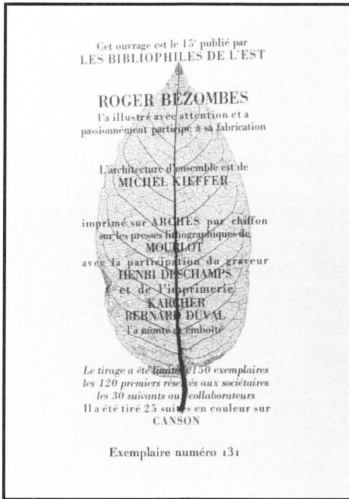 Cet ouvrage est le 15e publié par
LES BIBLIOPHILES DE L'EST
ROGER BEZOMBES
l'a illustré avec attention et a
passionnément participé à sa fabrication
L'architecture d'ensemble est de
MICHEL KIEFFER
imprimé sur ARCHES pur chiffon
sur les presses lithographiques de
MOURLOT
avec la participation du graveur
HENRI DESCHAMPS
et de l'imprimerie
KARCHER
BERNARD DUVAL
l'a monté et emboîté
Le tirage a été limité à 150 exemplaires
les 120 premiers réservés aux sociétaires
les 30 suivants aux collaborateurs
Il a été tiré 25 suites en couleur sur
CANSON
Exemplaire numéro 131